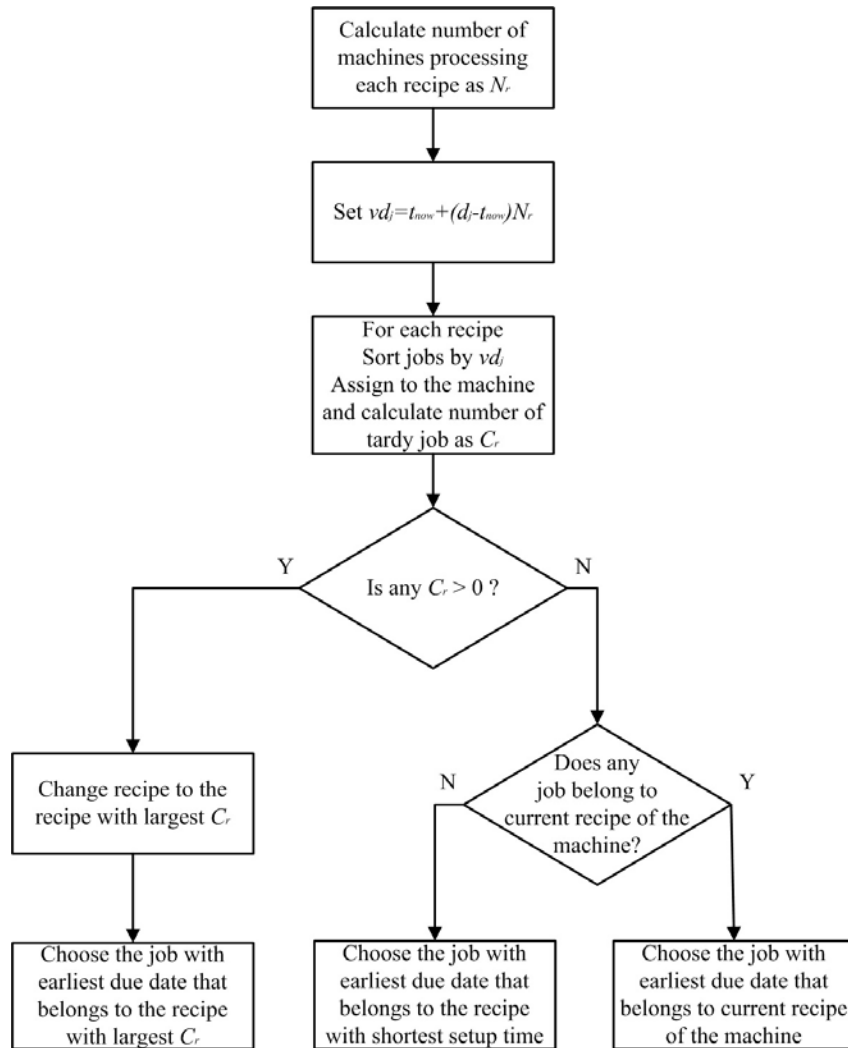 Calculate number of
machines processing
each recipe as Nr
Set vdj=tnow+(dj-tnow)Nr
For each recipe
Sort jobs by vdj
Assign to the machine
and calculate number of
tardy job as Cr
Y
Is any Cr > 0 ?
N
Change recipe to the
recipe with largest Cr
N
Does any
job belong to
current recipe of the
machine?
Y
Choose the job with
earliest due date that
belongs to the recipe
with largest Cr
Choose the job with
earliest due date that
belongs to the recipe
with shortest setup time
Choose the job with
earliest due date that
belongs to current recipe
of the machine